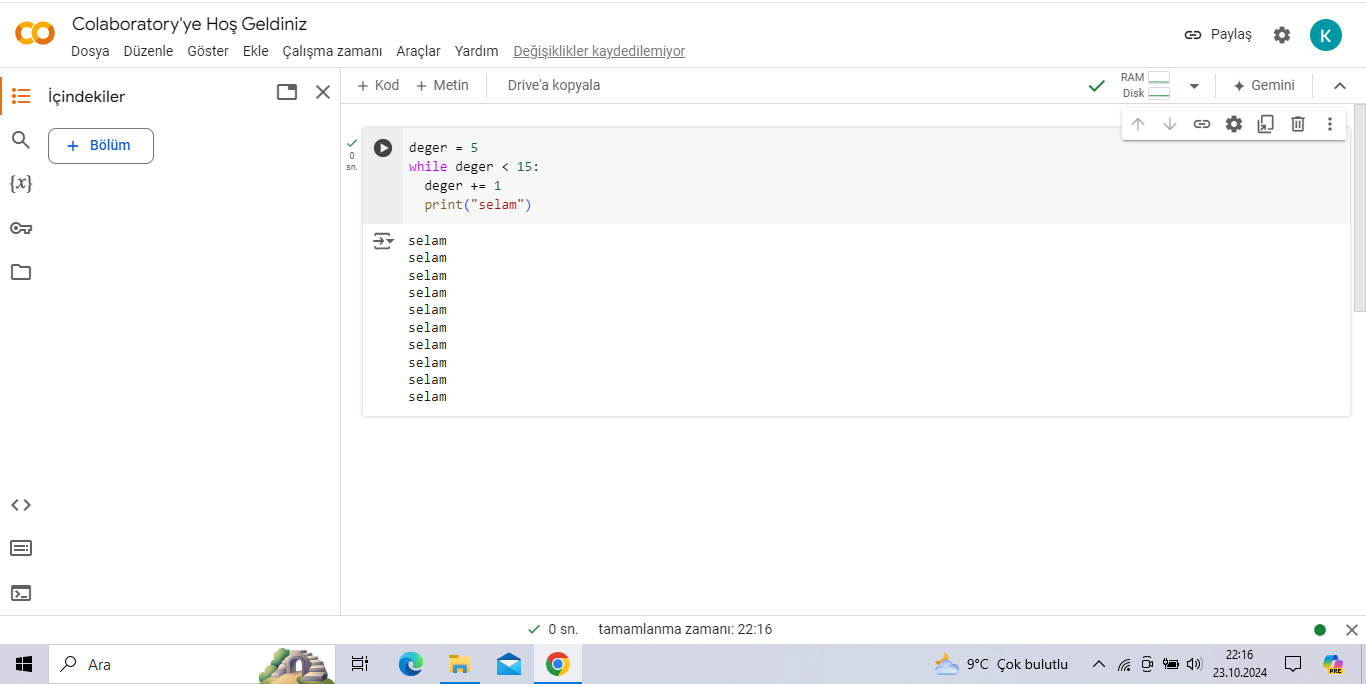 Colaboratory'ye Hoş Geldiniz
Dosya Düzenle Göster Ekle Çalışma zamanı Araçlar Yardım Değişiklikler kaydedilemiyor
Paylaş
K
İçindekiler
+ Bölüm
+ Kod + Metin Drive'a kopyala
RAM
Disk
Gemini
0
sn.
deger = 5
while deger < 15:
  deger += 1
  print("selam")
selam
selam
selam
selam
selam
selam
selam
selam
selam
selam
{x}
0 sn. tamamlanma zamanı: 22:16
Ara
9°C Çok bulutlu
22:16
23.10.2024
PRE